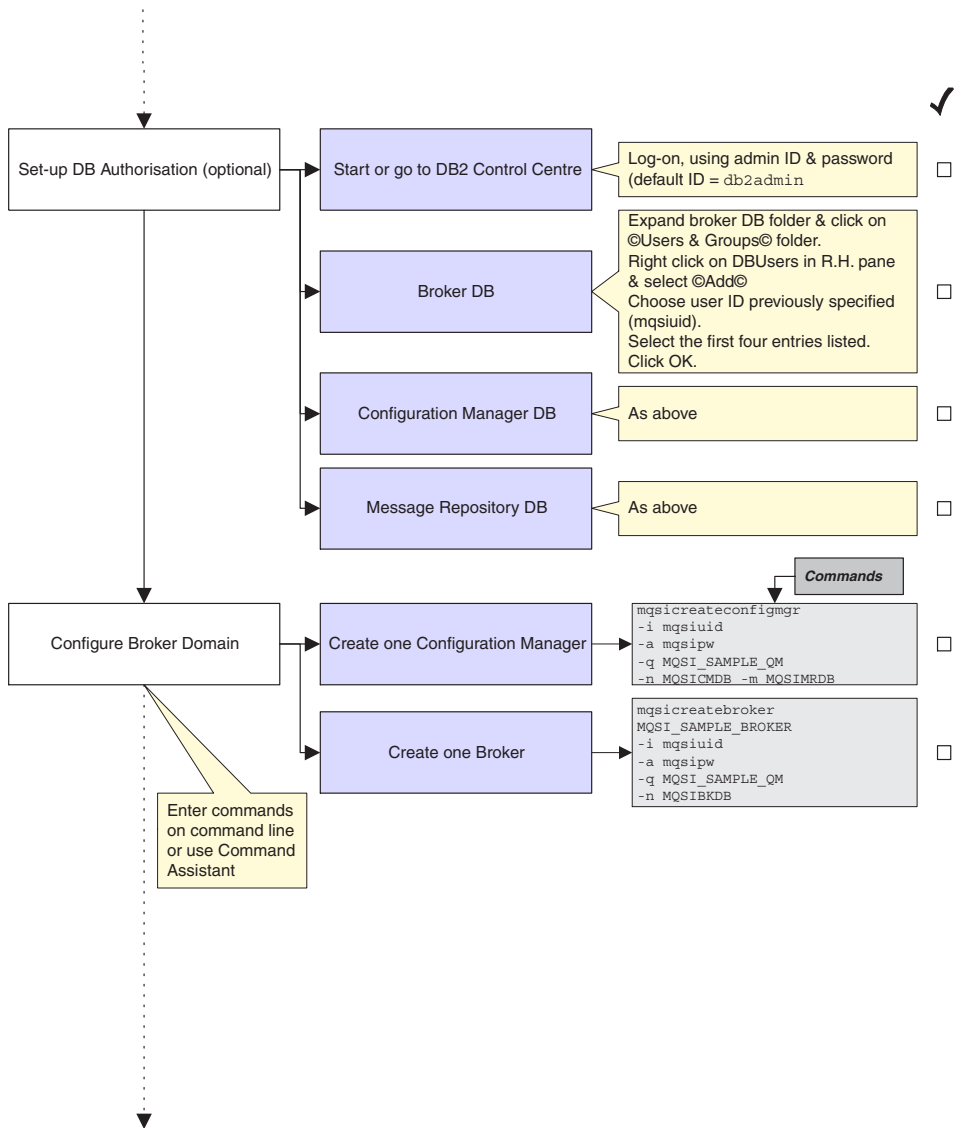 Set-up DB Authorisation (optional)
Start or go to DB2 Control Centre
Log-on, using admin ID & password
(default ID = db2admin
Broker DB
Expand broker DB folder & click on
©Users & Groups© folder.
Right click on DBUsers in R.H. pane
& select ©Add©
Choose user ID previously specified
(mqsiuid).
Select the first four entries listed.
Click OK.
Configuration Manager DB
As above
Message Repository DB
As above
Commands
Configure Broker Domain
Create one Configuration Manager
mqsicreateconfigmgr
-i mqsiuid
-a mqsipw
-q MQSI_SAMPLE_QM
-n MQSICMDB -m MQSIMRDB
Create one Broker
mqsicreatebroker
MQSI_SAMPLE_BROKER
-i mqsiuid
-a mqsipw
-q MQSI_SAMPLE_QM
-n MQSIBKDB
Enter commands
on command line
or use Command
Assistant